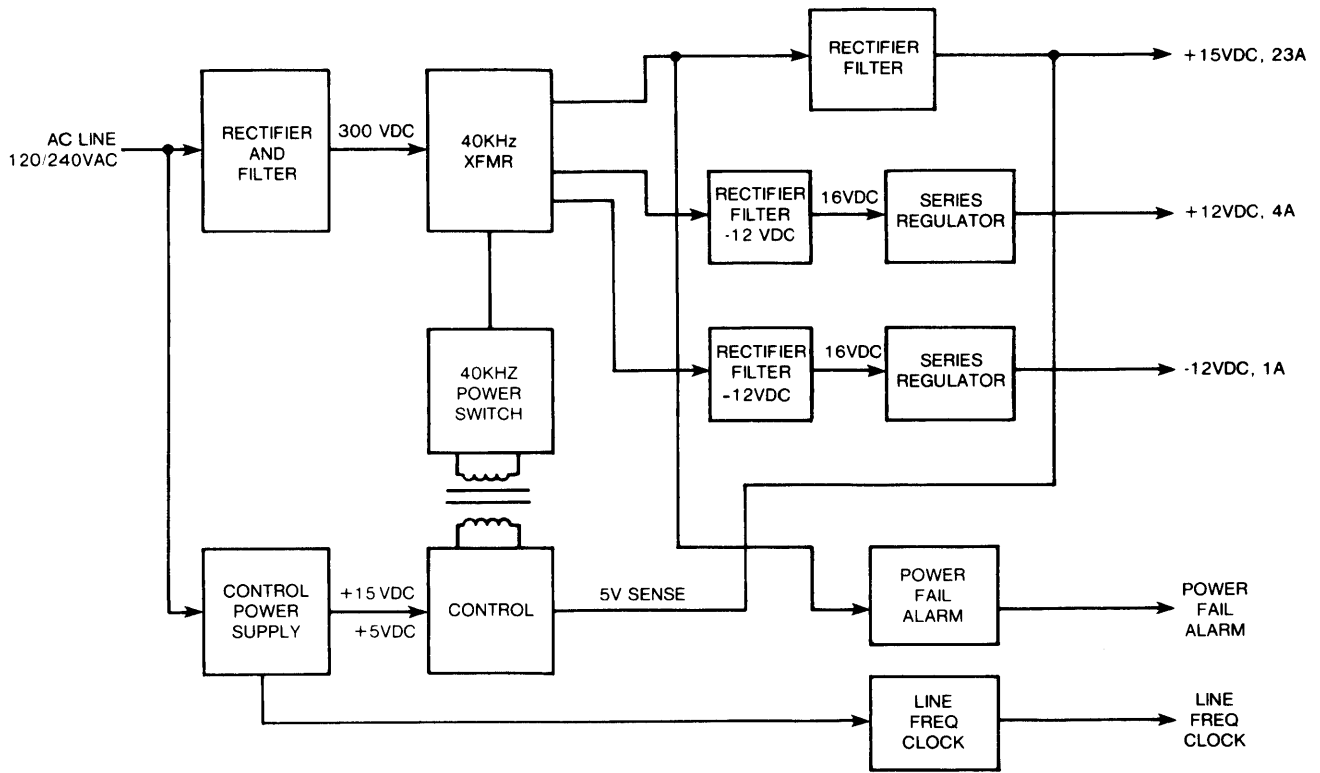 RECTIFIER
FILTER
+15VDC, 23A
AC LINE
120/240VAC
RECTIFIER
AND
FILTER
300 VDC
40KHz
XFMR
RECTIFIER
FILTER
-12 VDC
16VDC
SERIES
REGULATOR
+12VDC, 4A
40KHZ
POWER
SWITCH
RECTIFIER
FILTER
-12VDC
16VDC
SERIES
REGULATOR
-12VDC, 1A
CONTROL
POWER
SUPPLY
+15 VDC
+5VDC
CONTROL
5V SENSE
POWER
FAIL
ALARM
POWER
FAIL
ALARM
LINE
FREQ
CLOCK
LINE
FREQ
CLOCK